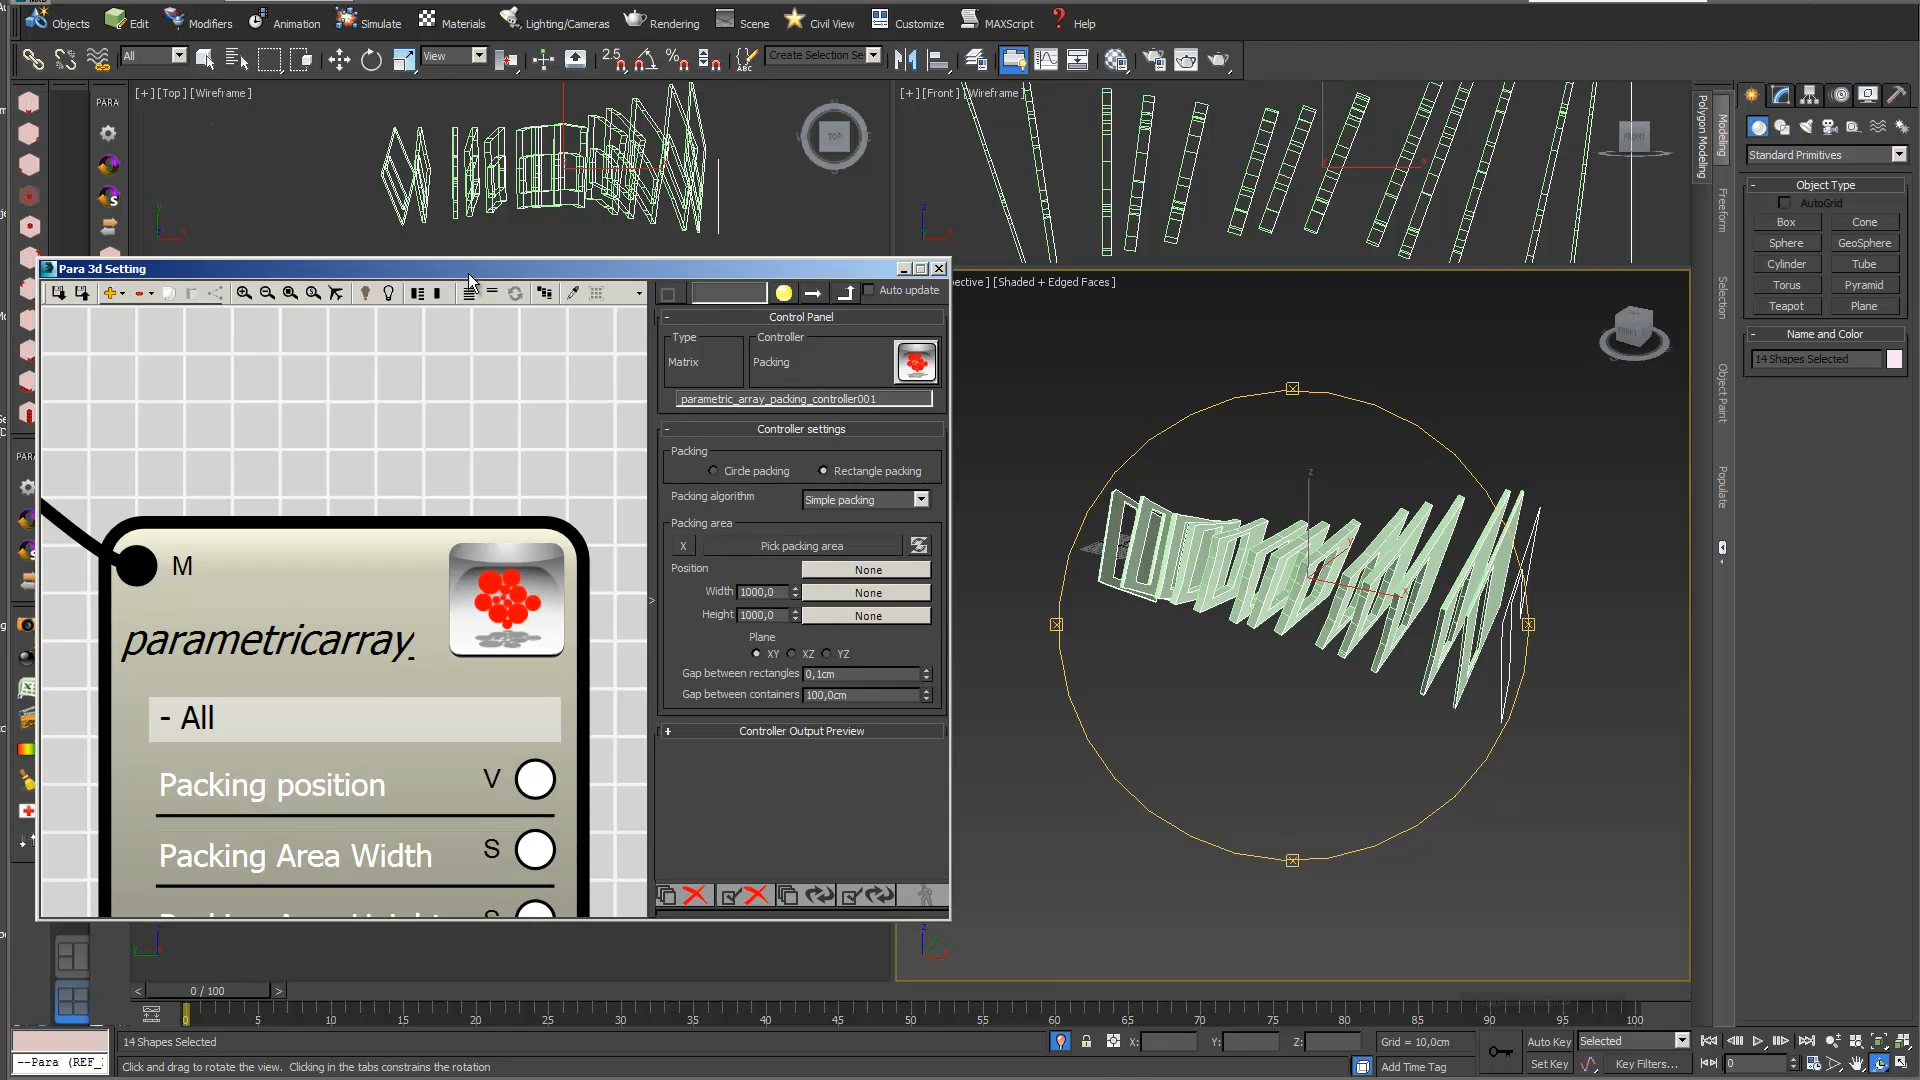 Objects Edit Modifiers Animation Simulate Materials Lighting/Cameras Rendering Scene Civil View Customize MAXScript Help
All View 2.5 Create Selection Se
PARA [+] [Top ] [Wireframe ] [+] [Front ] [Wireframe ]
TOP FRONT
Standard Primitives
Object Type
AutoGrid
Box Cone
Sphere GeoSphere
Cylinder Tube
Torus Pyramid
Teapot Plane
Name and Color
14 Shapes Selected
Modeling
Polygon Modeling
Freeform
Selection
Object Paint
Populate
Para 3d Setting
Auto update
Control Panel
Type Controller
Matrix Packing
parametric_array_packing_controller001
Controller settings
Packing
Circle packing Rectangle packing
Packing algorithm Simple packing
Packing area
X Pick packing area
Position None
Width 1000,0 None
Height 1000,0 None
Plane
XY XZ YZ
Gap between rectangles 0,1cm
Gap between containers 100,0cm
Controller Output Preview
M
parametricarray_
- All
Packing position V
Packing Area Width S
pective ] [Shaded + Edged Faces ]
< 0 / 100 >
0 5 10 15 20 25 30 35 40 45 50 55 60 65 70 75 80 85 90 95 100
14 Shapes Selected X: Y: Z: Grid = 10,0cm Auto Key Selected
--Para (REF_ Click and drag to rotate the view. Clicking in the tabs constrains the rotation Add Time Tag Set Key Key Filters... 0